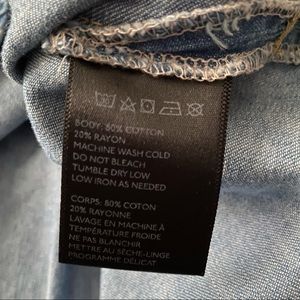 BODY: 80% COTTON
20% RAYON
MACHINE WASH COLD
DO NOT BLEACH
TUMBLE DRY LOW
LOW IRON AS NEEDED
CORPS: 80% COTON
20% RAYONNE
LAVAGE EN MACHINE À
TEMPÉRATURE FROIDE
NE PAS BLANCHIR
METTRE AU SÈCHE-LINGE
PROGRAMME DÉLICAT